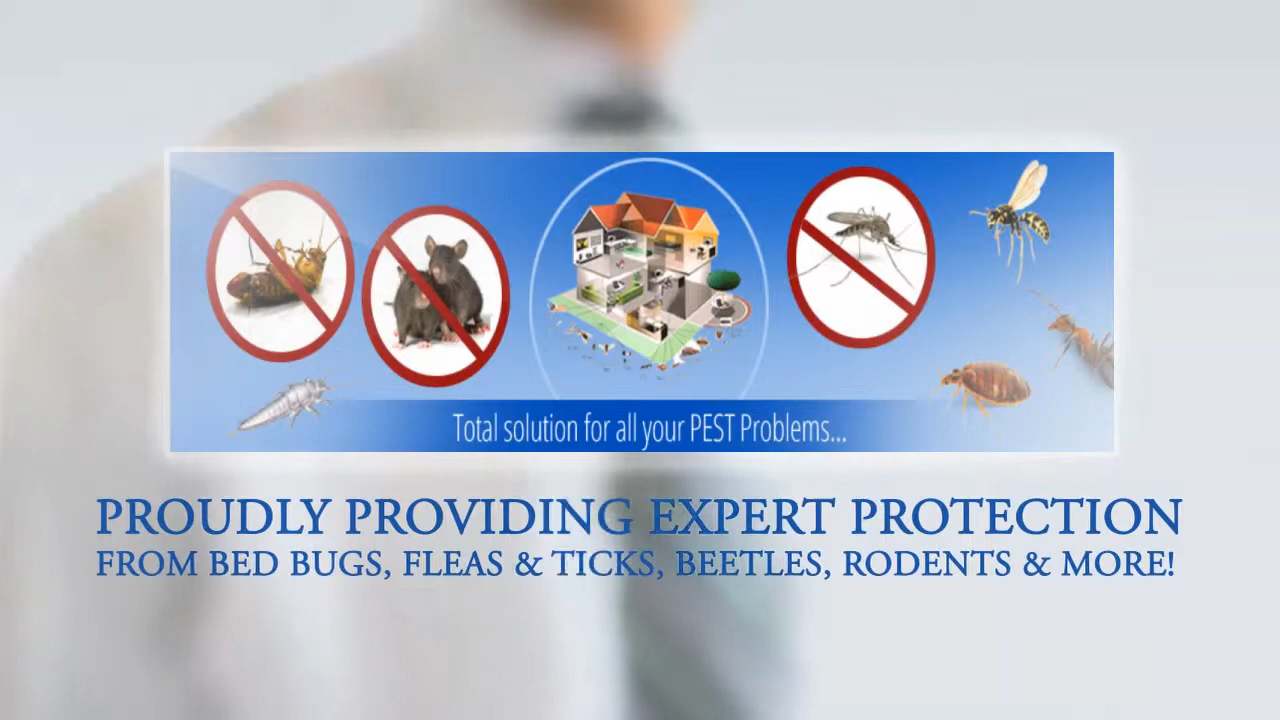 Total solution for all your PEST Problems...
PROUDLY PROVIDING EXPERT PROTECTION
FROM BED BUGS, FLEAS & TICKS, BEETLES, RODENTS & MORE!